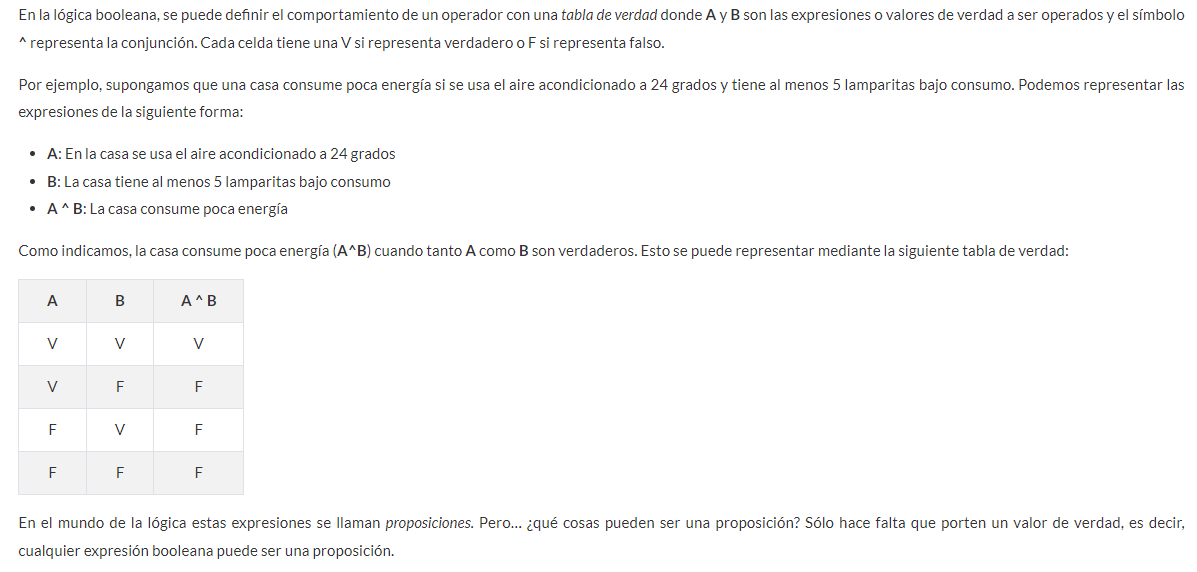 En la lógica booleana, se puede definir el comportamiento de un operador con una tabla de verdad donde A y B son las expresiones o valores de verdad a ser operados y el símbolo
^ representa la conjunción. Cada celda tiene una V si representa verdadero o F si representa falso.
Por ejemplo, supongamos que una casa consume poca energía si se usa el aire acondicionado a 24 grados y tiene al menos 5 lamparitas bajo consumo. Podemos representar las
expresiones de la siguiente forma:
• A: En la casa se usa el aire acondicionado a 24 grados
• B: La casa tiene al menos 5 lamparitas bajo consumo
• A ^ B: La casa consume poca energía
Como indicamos, la casa consume poca energía (A^B) cuando tanto A como B son verdaderos. Esto se puede representar mediante la siguiente tabla de verdad:
A B A ^ B
V V V
V F F
F V F
F F F
En el mundo de la lógica estas expresiones se llaman proposiciones. Pero... ¿qué cosas pueden ser una proposición? Sólo hace falta que porten un valor de verdad, es decir,
cualquier expresión booleana puede ser una proposición.